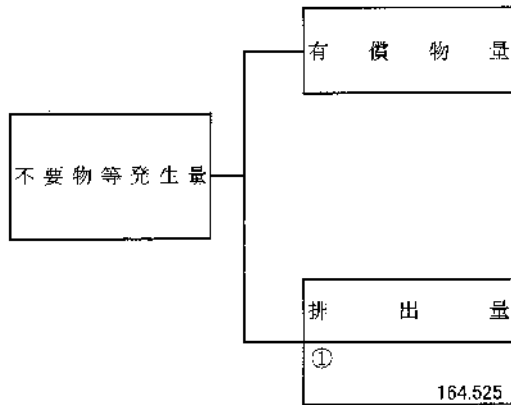 有償物量
不要物等発生量
排出量
①
164.525